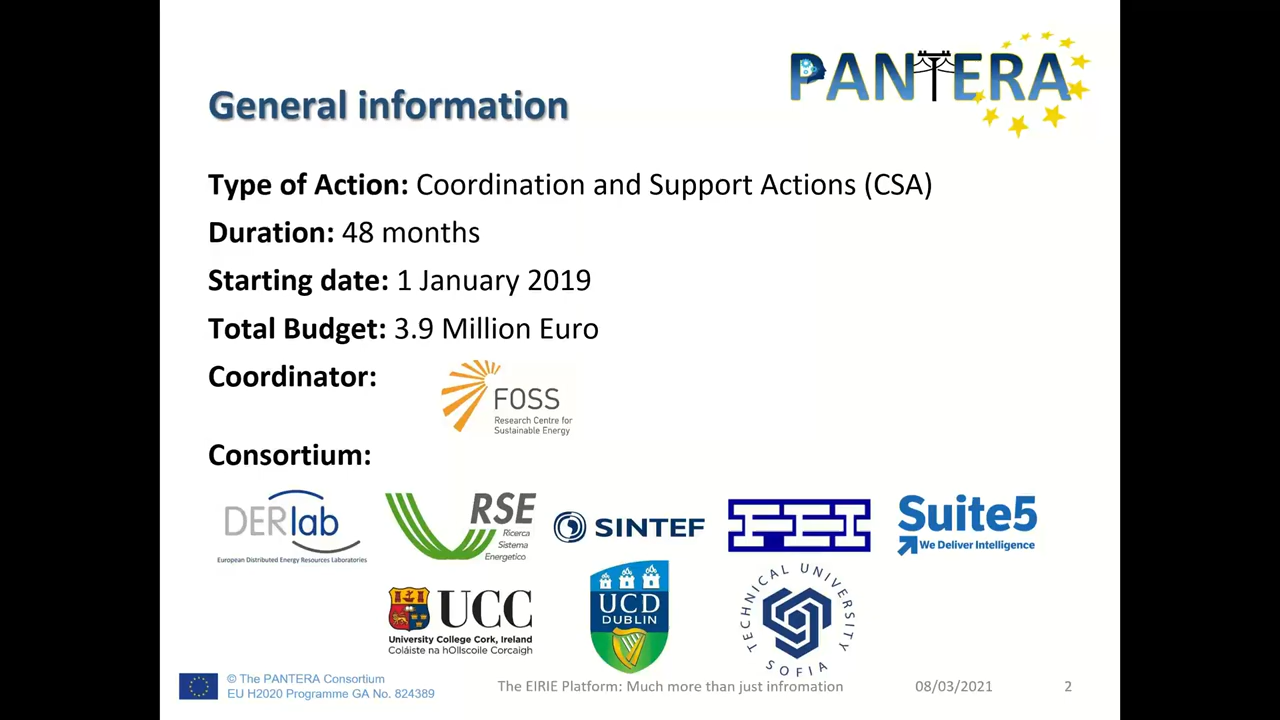 PANTERA
General information
Type of Action: Coordination and Support Actions (CSA)
Duration: 48 months
Starting date: 1 January 2019
Total Budget: 3.9 Million Euro
Coordinator:
FOSS
Research Centre for
Sustainable Energy
Consortium:
DERlab
European Distributed Energy Resources Laboratories
RSE
Ricerca
Sistema
Energetico
SINTEF
FEI
Suite5
We Deliver Intelligence
UCC
University College Cork, Ireland
Coláiste na hOllscoile Corcaigh
UCD
DUBLIN
TECHNICAL UNIVERSITY
SOFIA
© The PANTERA Consortium
EU H2020 Programme GA No. 824389
The EIRIE Platform: Much more than just infromation
08/03/2021
2